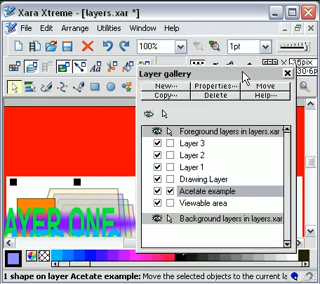 Xara Xtreme - [layers.xar *]
File Edit Arrange Utilities Window Help
100% 1pt
35pix
Layer gallery
New... Properties... Move
Copy... Delete Help...
Foreground layers in layers.xar
Layer 3
Layer 2
Layer 1
Drawing Layer
Acetate example
Viewable area
Background layers in layers.xar
AYER ONE
1 shape on layer Acetate example: Move the selected objects to the current la